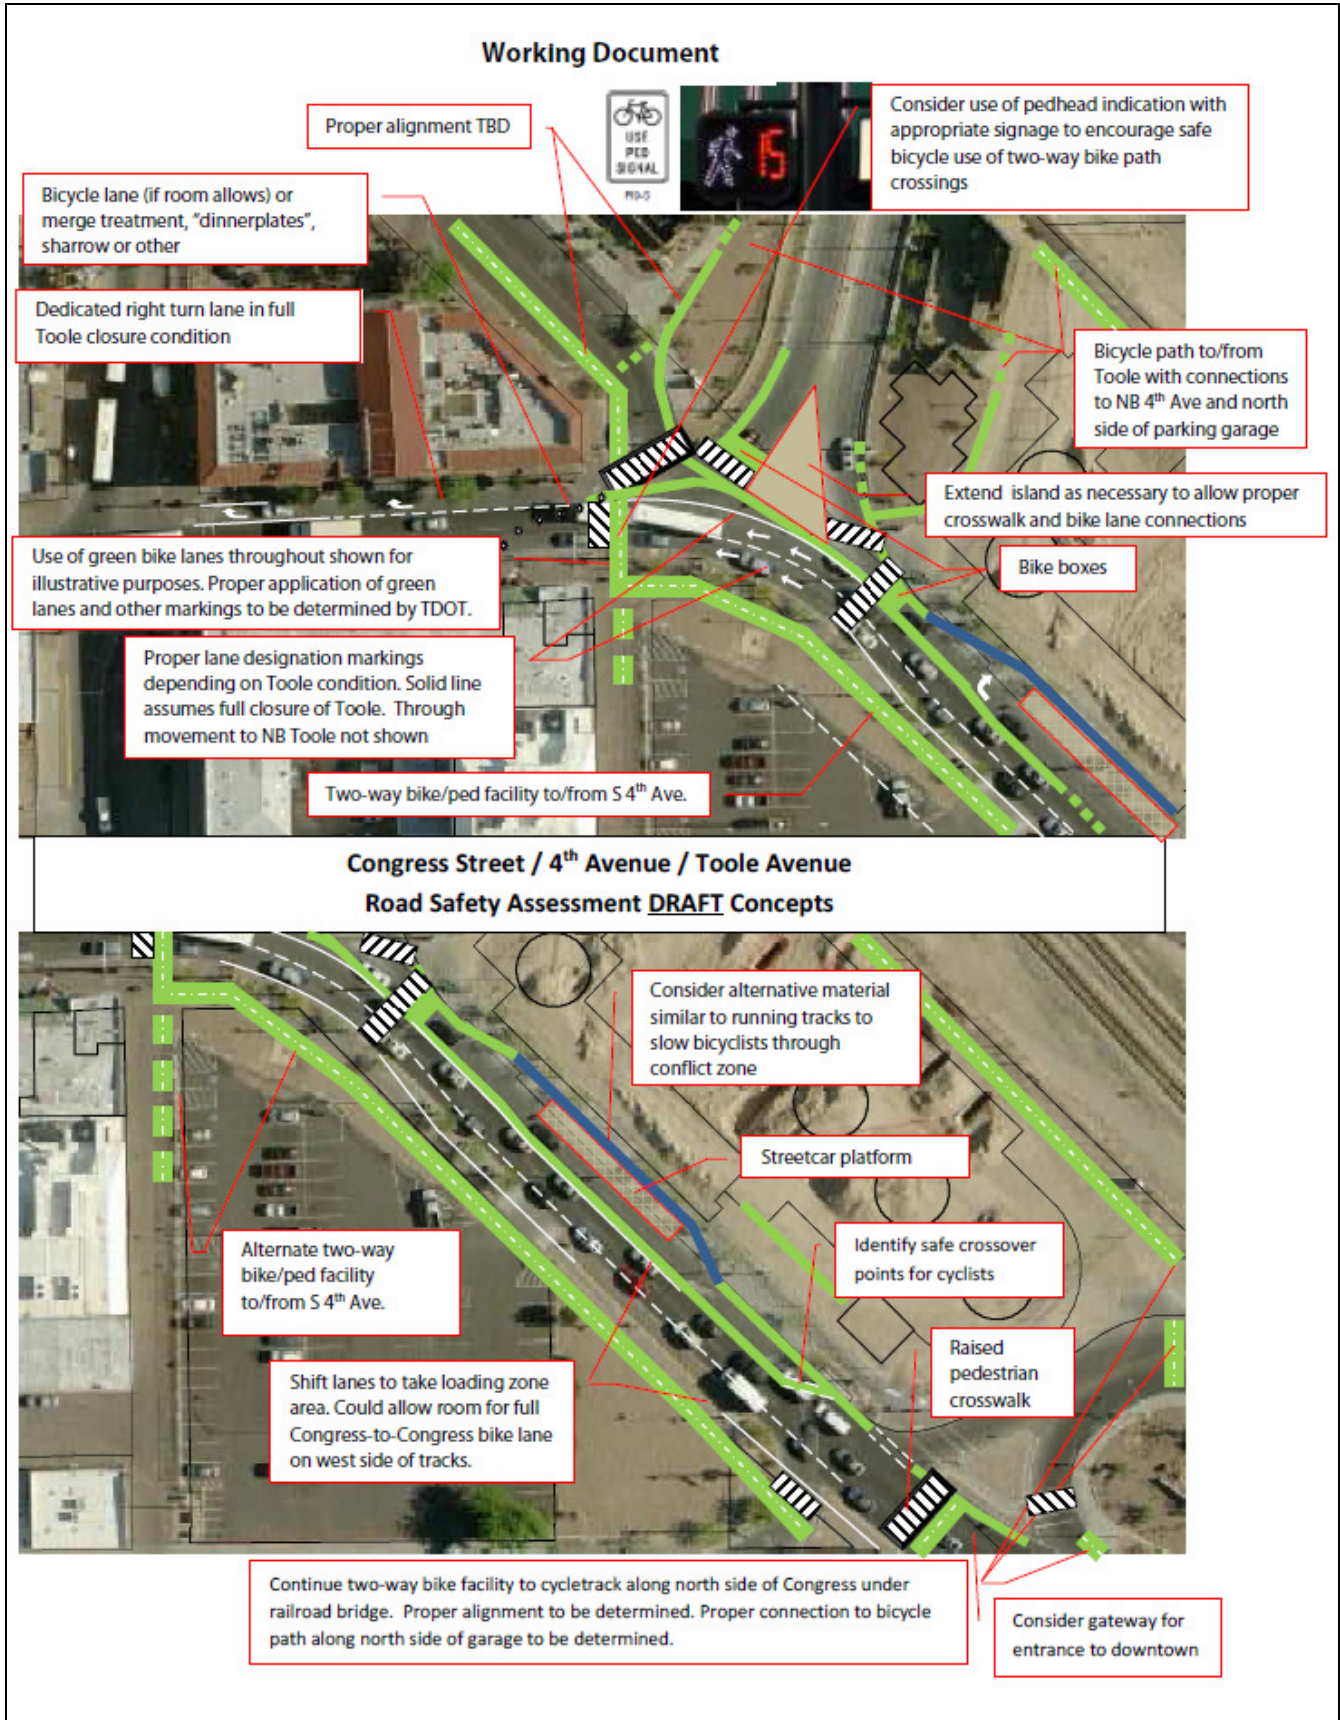 Working Document
Proper alignment TBD
USE
PED
SIGNAL
15
Consider use of pedhead indication with
appropriate signage to encourage safe
bicycle use of two-way bike path
crossings
Bicycle lane (if room allows) or
merge treatment, "dinnerplates",
sharrow or other
Dedicated right turn lane in full
Toole closure condition
Bicycle path to/from
Toole with connections
to NB 4th Ave and north
side of parking garage
Extend island as necessary to allow proper
crosswalk and bike lane connections
Use of green bike lanes throughout shown for
illustrative purposes. Proper application of green
lanes and other markings to be determined by TDOT.
Bike boxes
Proper lane designation markings
depending on Toole condition. Solid line
assumes full closure of Toole. Through
movement to NB Toole not shown
Two-way bike/ped facility to/from S 4th Ave.
Congress Street / 4th Avenue / Toole Avenue
Road Safety Assessment DRAFT Concepts
Consider alternative material
similar to running tracks to
slow bicyclists through
conflict zone
Streetcar platform
Alternate two-way
bike/ped facility
to/from S 4th Ave.
Identify safe crossover
points for cyclists
Raised
pedestrian
crosswalk
Shift lanes to take loading zone
area. Could allow room for full
Congress-to-Congress bike lane
on west side of tracks.
Continue two-way bike facility to cycletrack along north side of Congress under
railroad bridge. Proper alignment to be determined. Proper connection to bicycle
path along north side of garage to be determined.
Consider gateway for
entrance to downtown